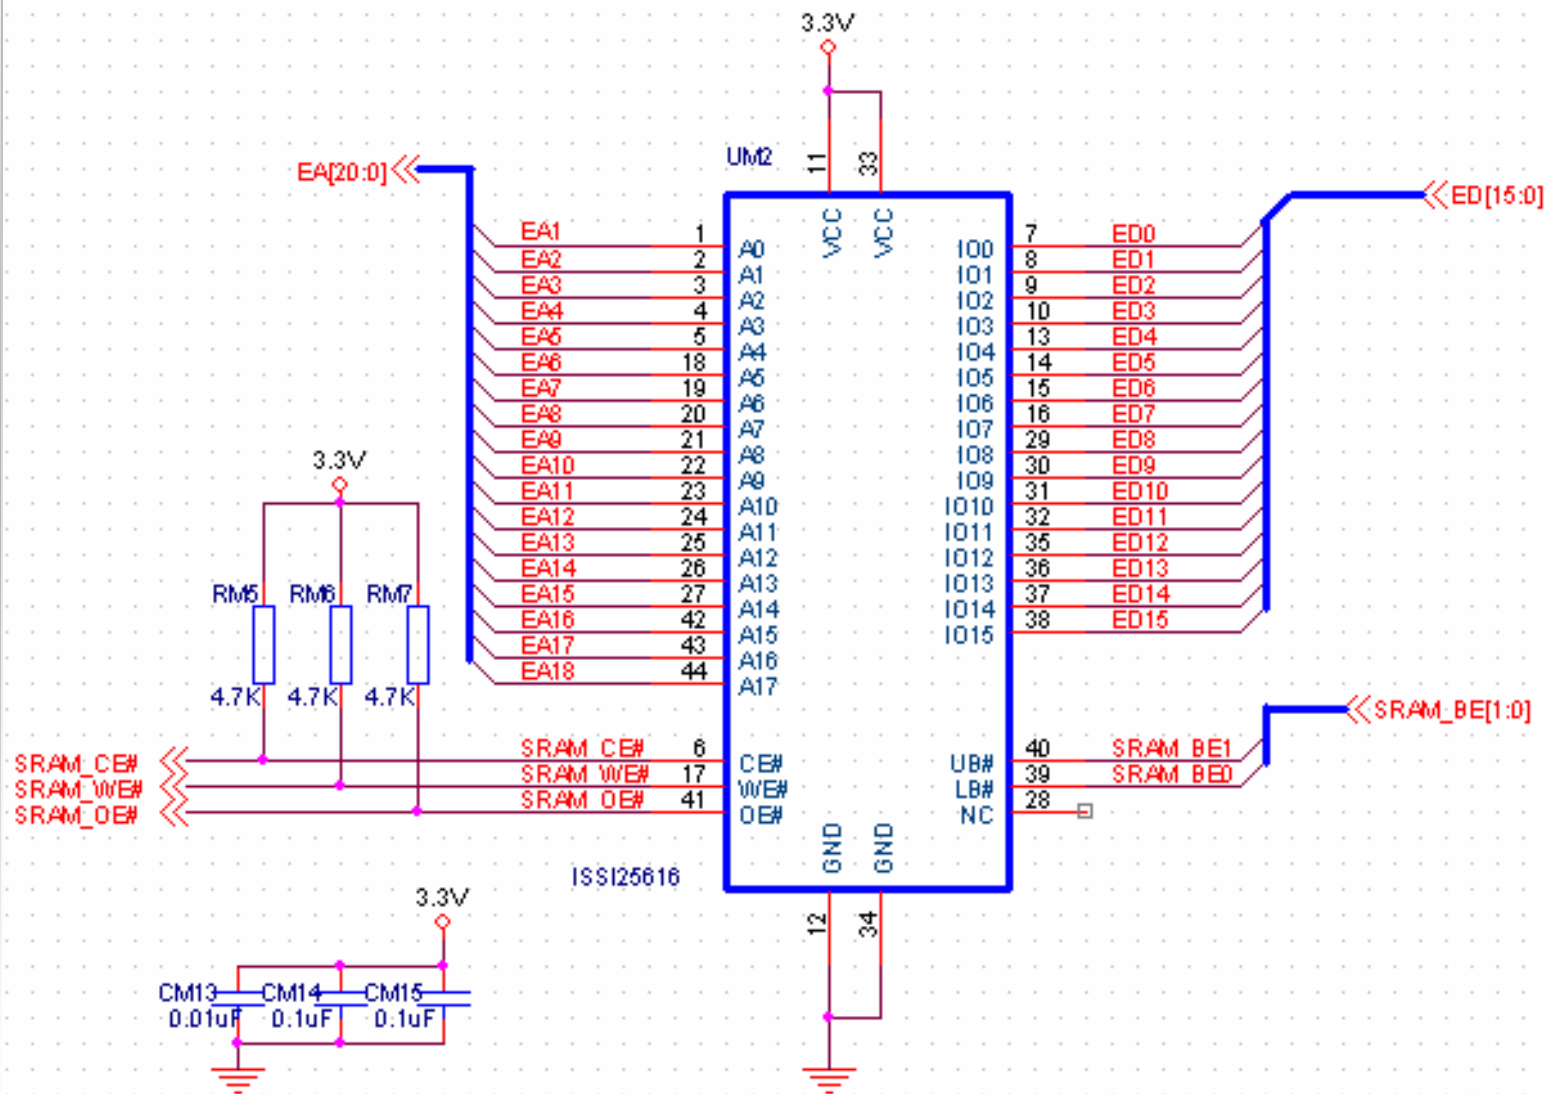 3.3V
UM2
11
33
EA[20:0]
ED[15:0]
VCC
VCC
EA1 1 A0 IO0 7 ED0
EA2 2 A1 IO1 8 ED1
EA3 3 A2 IO2 9 ED2
EA4 4 A3 IO3 10 ED3
EA5 5 A4 IO4 13 ED4
EA6 18 A5 IO5 14 ED5
EA7 19 A6 IO6 15 ED6
EA8 20 A7 IO7 16 ED7
EA9 21 A8 IO8 29 ED8
EA10 22 A9 IO9 30 ED9
EA11 23 A10 IO10 31 ED10
EA12 24 A11 IO11 32 ED11
EA13 25 A12 IO12 35 ED12
EA14 26 A13 IO13 36 ED13
EA15 27 A14 IO14 37 ED14
EA16 42 A15 IO15 38 ED15
EA17 43 A16
EA18 44 A17
3.3V
RM5 RM6 RM7
4.7K 4.7K 4.7K
SRAM_BE[1:0]
SRAM_CE# SRAM_CE# 6 CE# UB# 40 SRAM_BE1
SRAM_WE# SRAM_WE# 17 WE# LB# 39 SRAM_BE0
SRAM_OE# SRAM_OE# 41 OE# NC 28
GND
GND
ISSI25616
12
34
3.3V
CM13 CM14 CM15
0.01uF 0.1uF 0.1uF